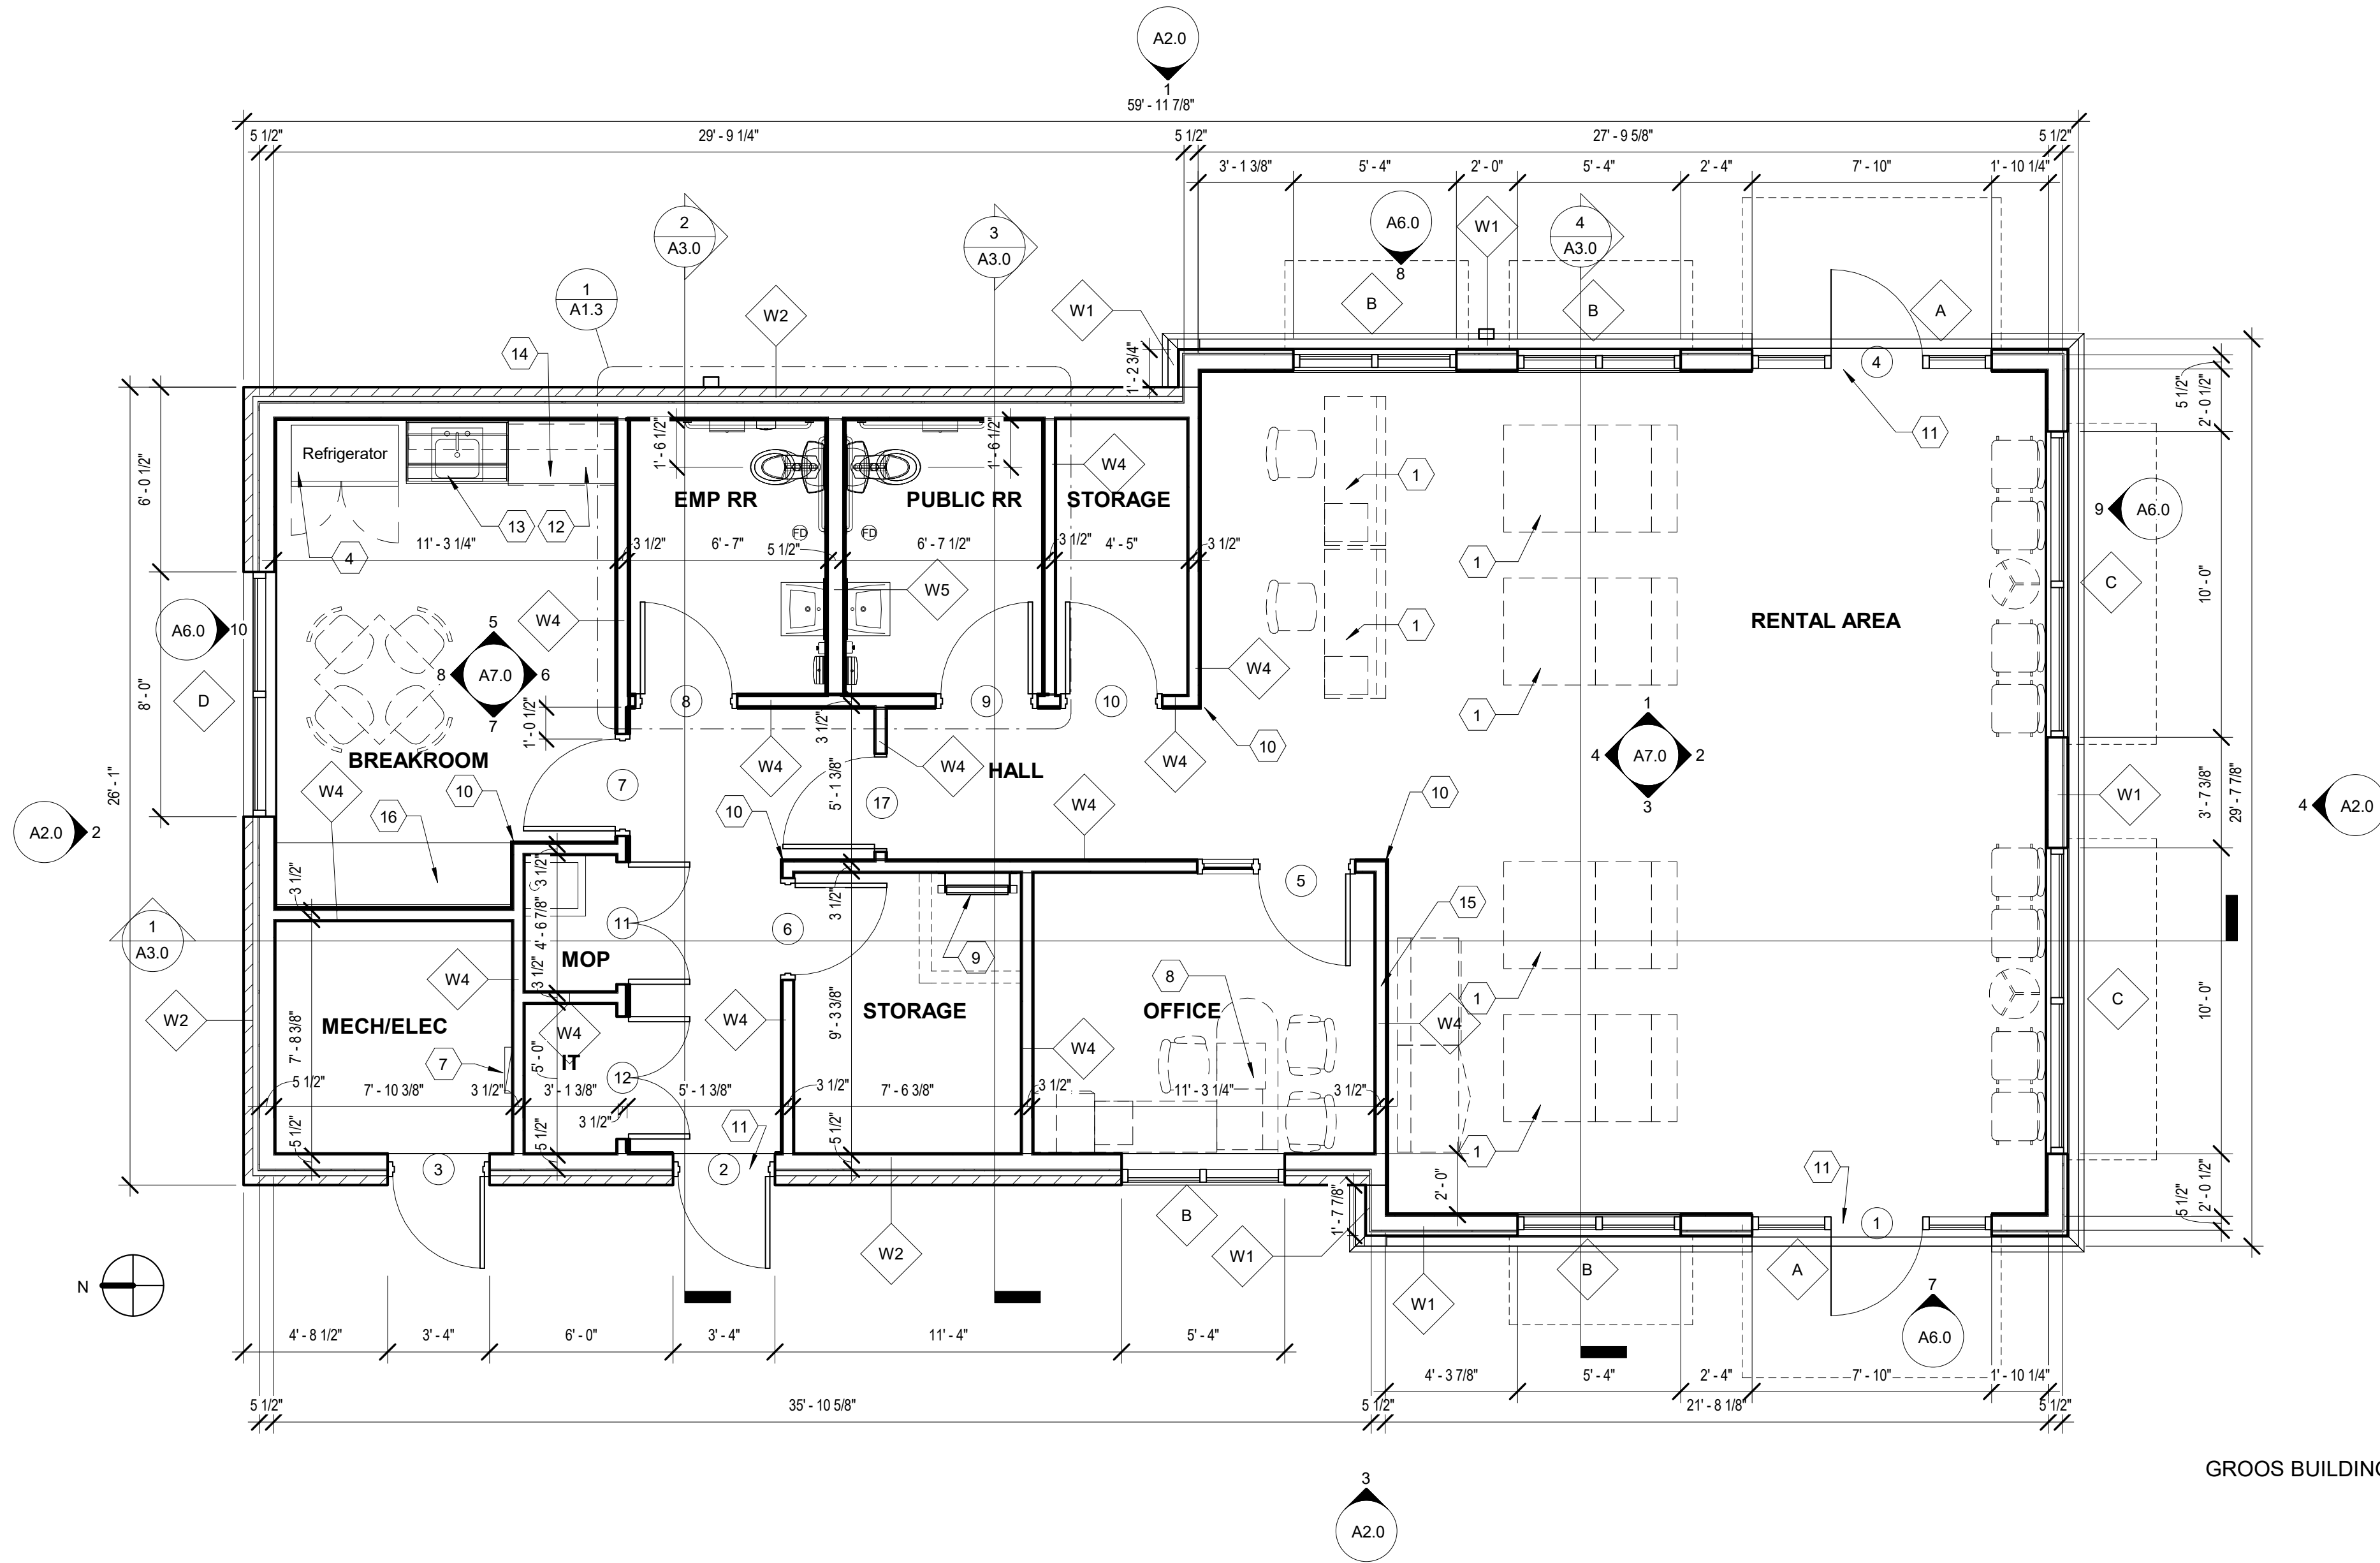 A2.0
1
59' - 11 7/8"
5 1/2"
29' - 9 1/4"
5 1/2"
27' - 9 5/8"
5 1/2"
3' - 1 3/8"
5' - 4"
2' - 0"
5' - 4"
2' - 4"
7' - 10"
1' - 10 1/4"
2
A3.0
3
A3.0
A6.0
8
W1
4
A3.0
1
A1.3
W2
W1
B
B
A
14
1' - 2 3/4"
4
11
5 1/2"
2' - 0 1/2"
Refrigerator
1' - 6 1/2"
1' - 6 1/2"
W4
1
6' - 0 1/2"
EMP RR
PUBLIC RR
STORAGE
13
12
4
FD
FD
9
A6.0
11' - 3 1/4"
3 1/2"
6' - 7"
5 1/2"
6' - 7 1/2"
3 1/2"
4' - 5"
3 1/2"
1
W5
C
10' - 0"
A6.0
10
W4
5
8
A7.0
6
7
1
RENTAL AREA
W4
D
8' - 0"
8
9
10
1
1' - 0 1/2"
3 1/2"
10
BREAKROOM
W4
W4
HALL
W4
1
4
A7.0
2
3
26' - 1"
W4
10
7
5' - 1 3/8"
17
W4
10
W1
3' - 7 3/8"
29' - 7 7/8"
A2.0
2
16
10
4
A2.0
3 1/2"
3 1/2"
3 1/2"
5
15
1
A3.0
4' - 6 7/8"
11
6
9
MOP
W4
3 1/2"
8
1
C
10' - 0"
W2
MECH/ELEC
7' - 8 3/8"
W4
IT
W4
9' - 3 3/8"
STORAGE
W4
OFFICE
W4
7
5' - 0"
12
5 1/2"
7' - 10 3/8"
3 1/2"
3' - 1 3/8"
3 1/2"
5' - 1 3/8"
3 1/2"
7' - 6 3/8"
3 1/2"
11' - 3 1/4"
3 1/2"
5 1/2"
5 1/2"
11
5 1/2"
1
3
2
2' - 0"
11
5 1/2"
2' - 0 1/2"
1' - 7 7/8"
B
W2
W1
1
B
A
W1
7
A6.0
N
4' - 8 1/2"
3' - 4"
6' - 0"
3' - 4"
11' - 4"
5' - 4"
4' - 3 7/8"
5' - 4"
2' - 4"
7' - 10"
1' - 10 1/4"
5 1/2"
35' - 10 5/8"
5 1/2"
21' - 8 1/8"
5 1/2"
GROOS BUILDING
3
A2.0